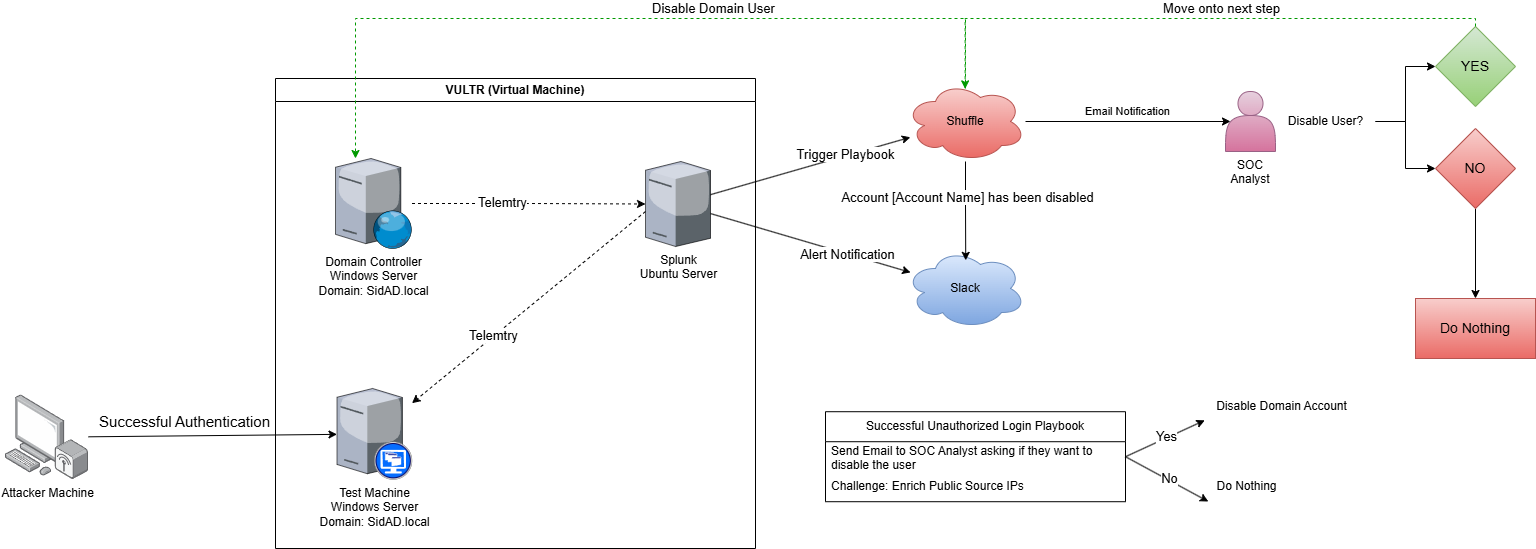 Disable Domain User
Move onto next step
VULTR (Virtual Machine)
YES
Shuffle
Email Notification
Disable User?
SOC
Analyst
NO
Trigger Playbook
Account [Account Name] has been disabled
Telemtry
Domain Controller
Windows Server
Domain: SidAD.local
Splunk
Ubuntu Server
Alert Notification
Slack
Do Nothing
Telemtry
Successful Authentication
Attacker Machine
Test Machine
Windows Server
Domain: SidAD.local
Successful Unauthorized Login Playbook
Send Email to SOC Analyst asking if they want to
disable the user
Challenge: Enrich Public Source IPs
Yes
Disable Domain Account
No
Do Nothing